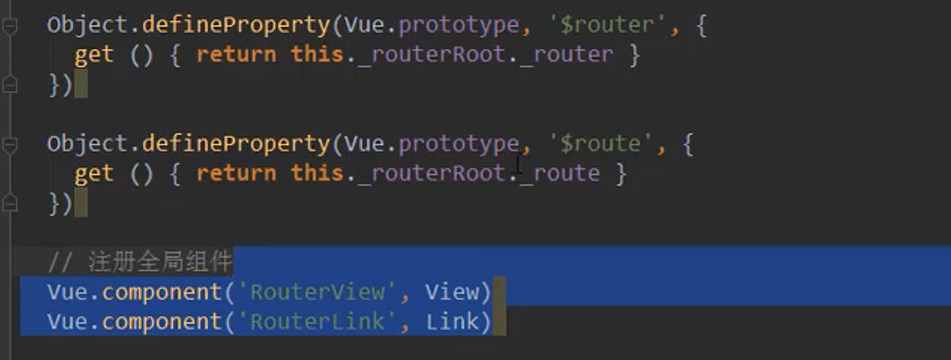 Object.defineProperty(Vue.prototype, '$router', {
get () { return this._routerRoot._router }
})
Object.defineProperty(Vue.prototype, '$route', {
get () { return this._routerRoot._route }
})
// 注册全局组件
Vue.component('RouterView', View)
Vue.component('RouterLink', Link)